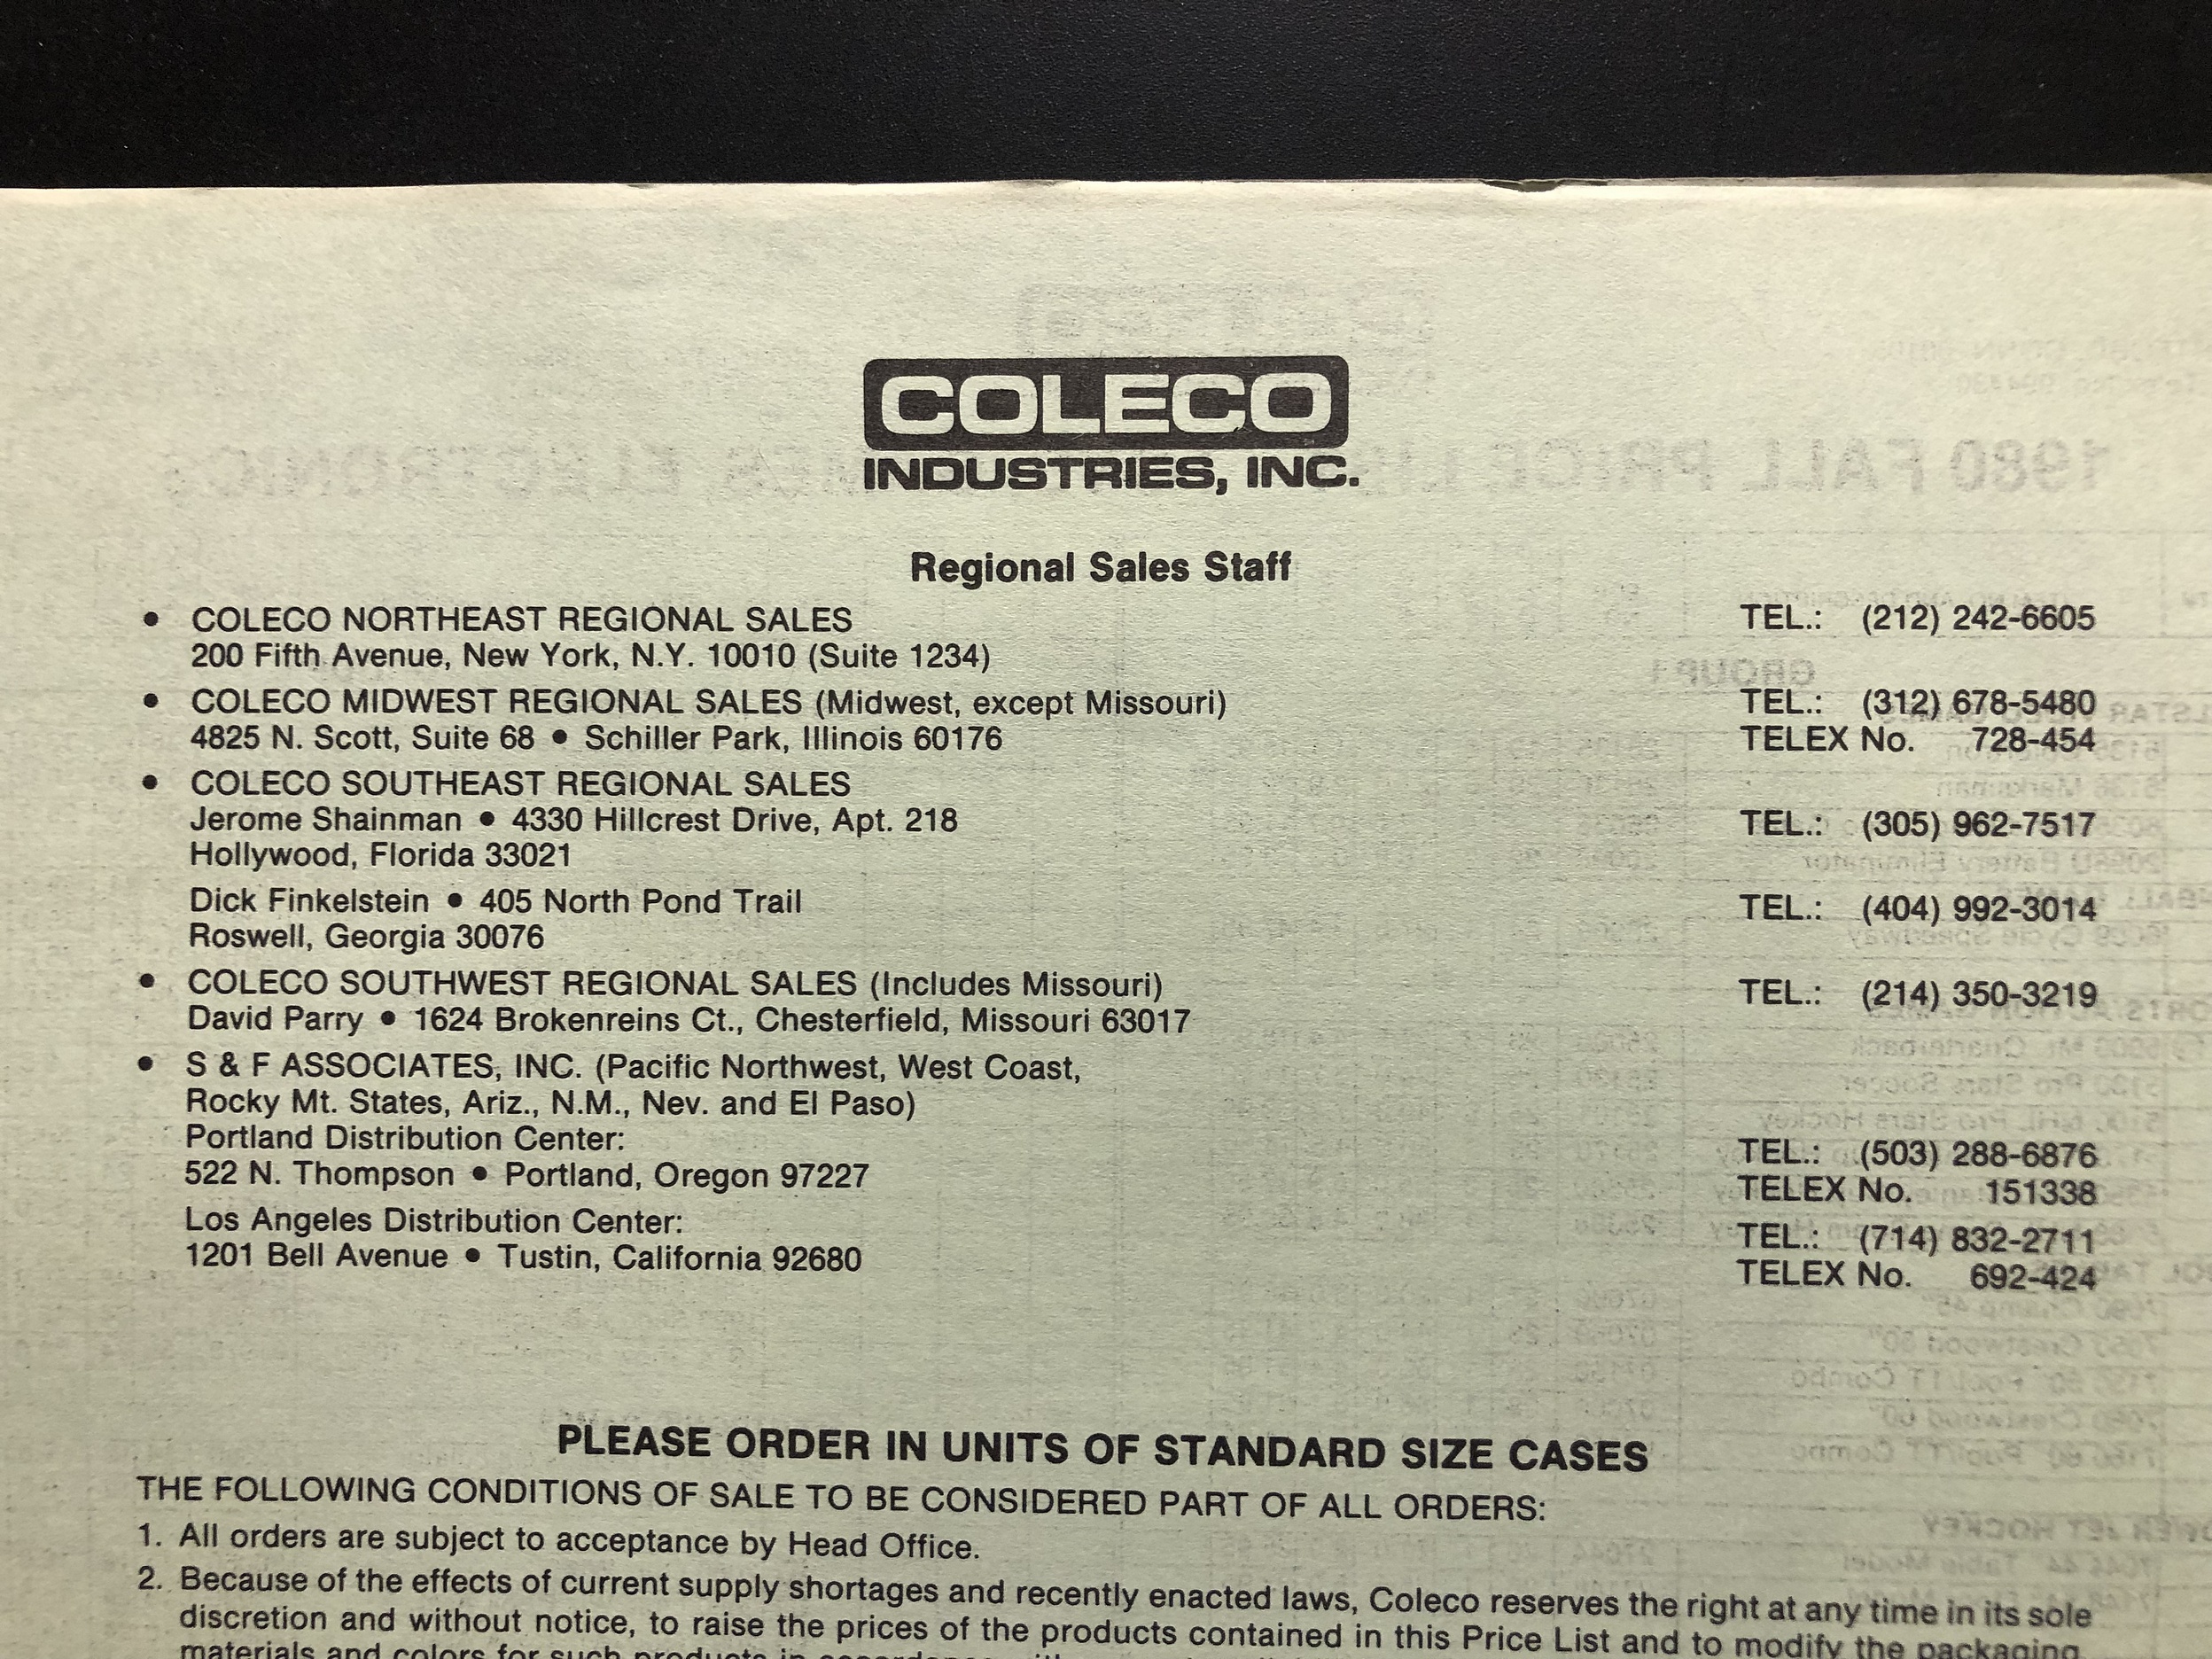 COLECO
INDUSTRIES, INC.
Regional Sales Staff
• COLECO NORTHEAST REGIONAL SALES TEL.: (212) 242-6605
200 Fifth Avenue, New York, N.Y. 10010 (Suite 1234)
• COLECO MIDWEST REGIONAL SALES (Midwest, except Missouri) TEL.: (312) 678-5480
4825 N. Scott, Suite 68 • Schiller Park, Illinois 60176 TELEX No. 728-454
• COLECO SOUTHEAST REGIONAL SALES
Jerome Shainman • 4330 Hillcrest Drive, Apt. 218 TEL.: (305) 962-7517
Hollywood, Florida 33021
Dick Finkelstein • 405 North Pond Trail TEL.: (404) 992-3014
Roswell, Georgia 30076
• COLECO SOUTHWEST REGIONAL SALES (Includes Missouri) TEL.: (214) 350-3219
David Parry • 1624 Brokenreins Ct., Chesterfield, Missouri 63017
• S & F ASSOCIATES, INC. (Pacific Northwest, West Coast,
Rocky Mt. States, Ariz., N.M., Nev. and El Paso)
Portland Distribution Center: TEL.: (503) 288-6876
522 N. Thompson • Portland, Oregon 97227 TELEX No. 151338
Los Angeles Distribution Center: TEL.: (714) 832-2711
1201 Bell Avenue • Tustin, California 92680 TELEX No. 692-424
PLEASE ORDER IN UNITS OF STANDARD SIZE CASES
THE FOLLOWING CONDITIONS OF SALE TO BE CONSIDERED PART OF ALL ORDERS:
1. All orders are subject to acceptance by Head Office.
2. Because of the effects of current supply shortages and recently enacted laws, Coleco reserves the right at any time in its sole
discretion and without notice, to raise the prices of the products contained in this Price List and to modify the packaging,
materials and colors for such products in accordance